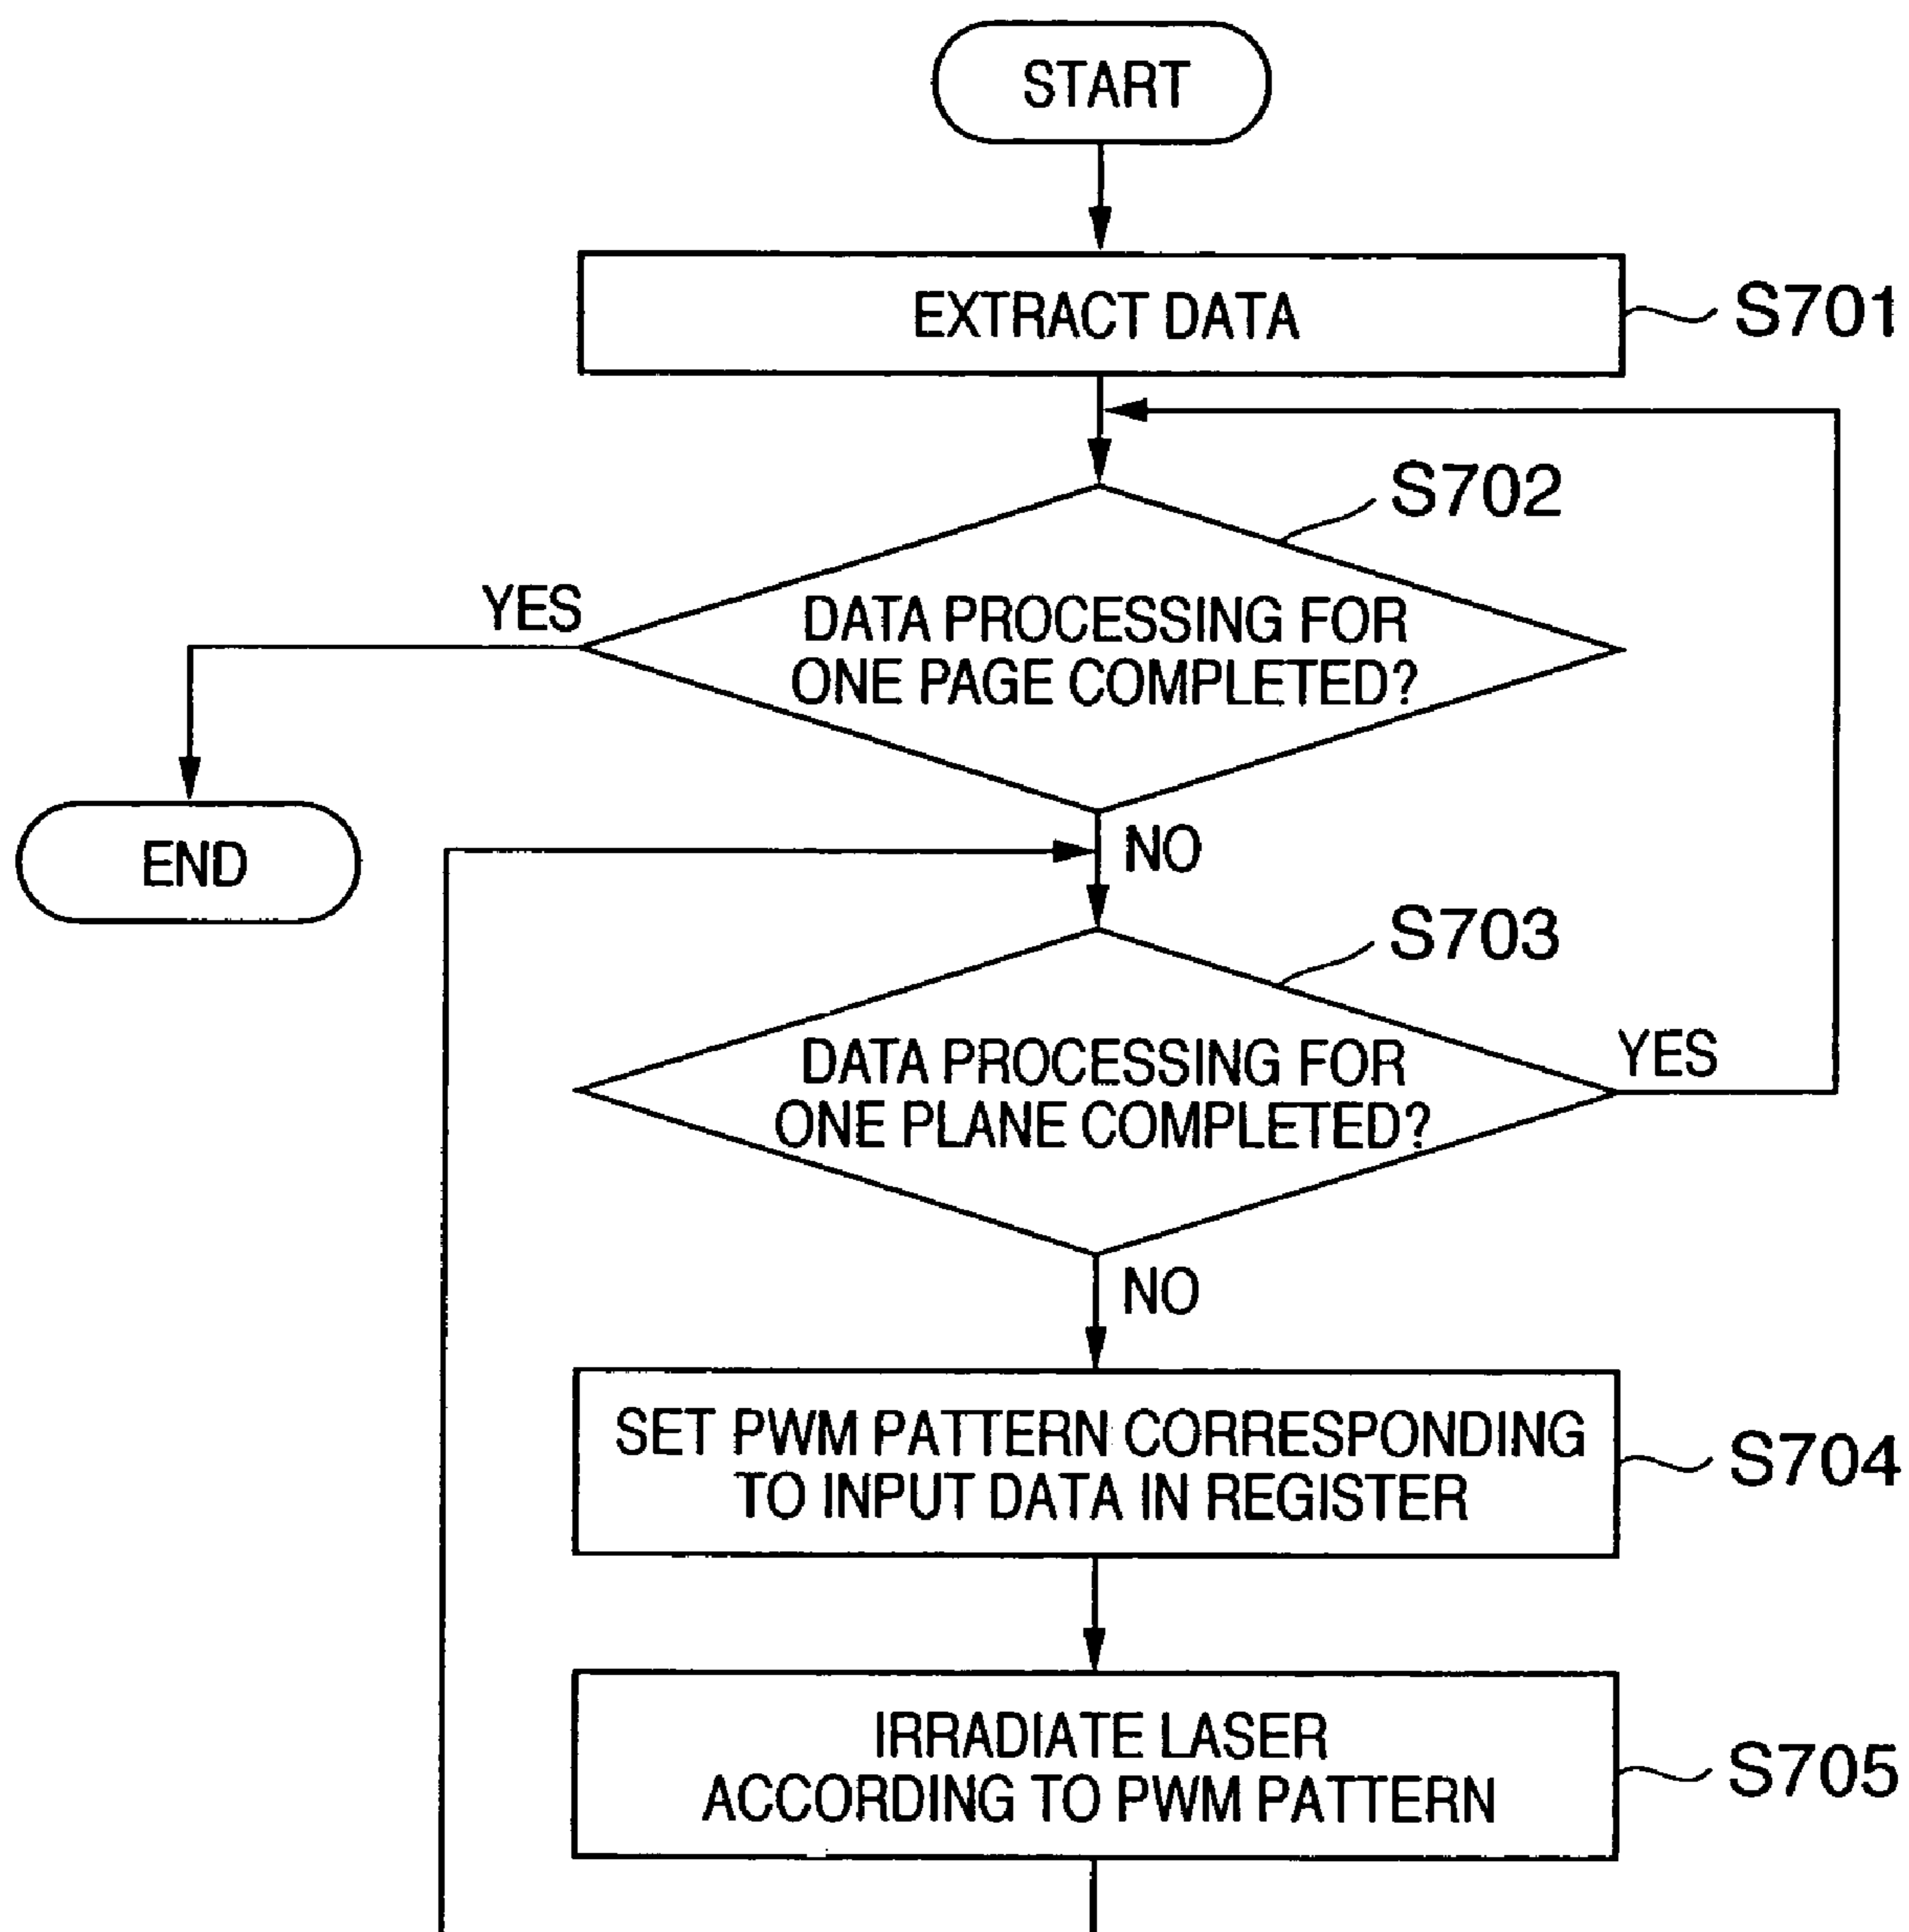 START
EXTRACT DATA
S701
S702
YES
DATA PROCESSING FOR
ONE PAGE COMPLETED?
END
NO
S703
DATA PROCESSING FOR
ONE PLANE COMPLETED?
YES
NO
SET PWM PATTERN CORRESPONDING
TO INPUT DATA IN REGISTER
S704
IRRADIATE LASER
ACCORDING TO PWM PATTERN
S705